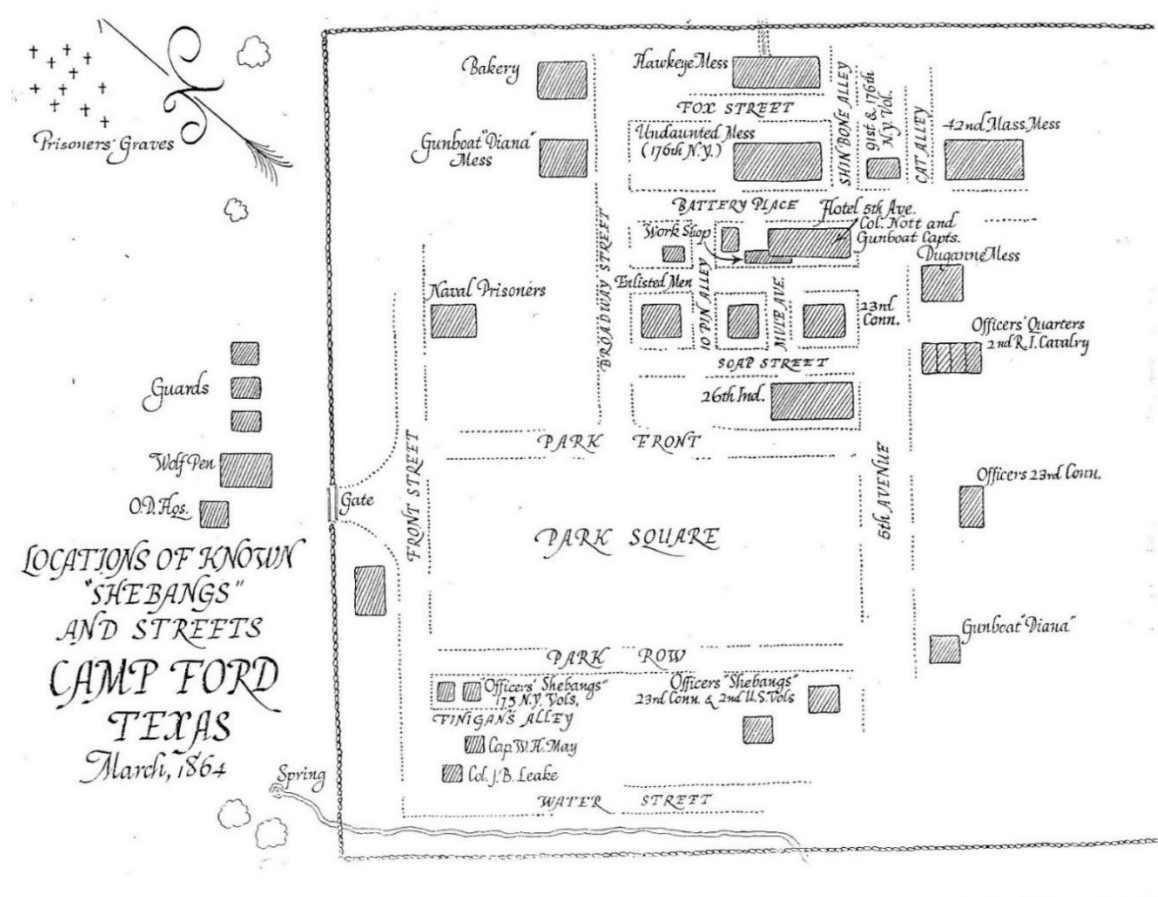 Prisoners' Graves
Bakery
Gunboat "Diana"
Mess
Hawkeye Mess
FOX STREET
Undaunted Mess
(176th N.Y.)
SHIN BONE ALLEY
91st & 176th
N.Y. Vol.
CAT ALLEY
42nd Mass Mess
BATTERY PLACE
Hotel 5th Ave.
Col. Nott and
Gunboat Capts.
Work Shop
BROADWAY STREET
Duganne Mess
Naval Prisoners
Enlisted Men
10 PIN ALLEY
MULE AVE.
23rd
Conn.
Officers' Quarters
2nd R.I. Cavalry
SOAP STREET
Guards
26th Ind.
PARK FRONT
Wolf Pen
O.D. Hqs.
Gate
FRONT STREET
5th AVENUE
Officers 23rd Conn.
PARK SQUARE
LOCATIONS OF KNOWN
"SHEBANGS"
AND STREETS
CAMP FORD
TEXAS
March, 1864
Gunboat "Diana"
PARK ROW
"Officers' Shebangs"
175 N.Y. Vols.
Officers "Shebangs"
23rd Conn. & 2nd U.S. Vols
FINIGANS ALLEY
Cap W.H. May
Col. J.B. Leake
Spring
WATER STREET